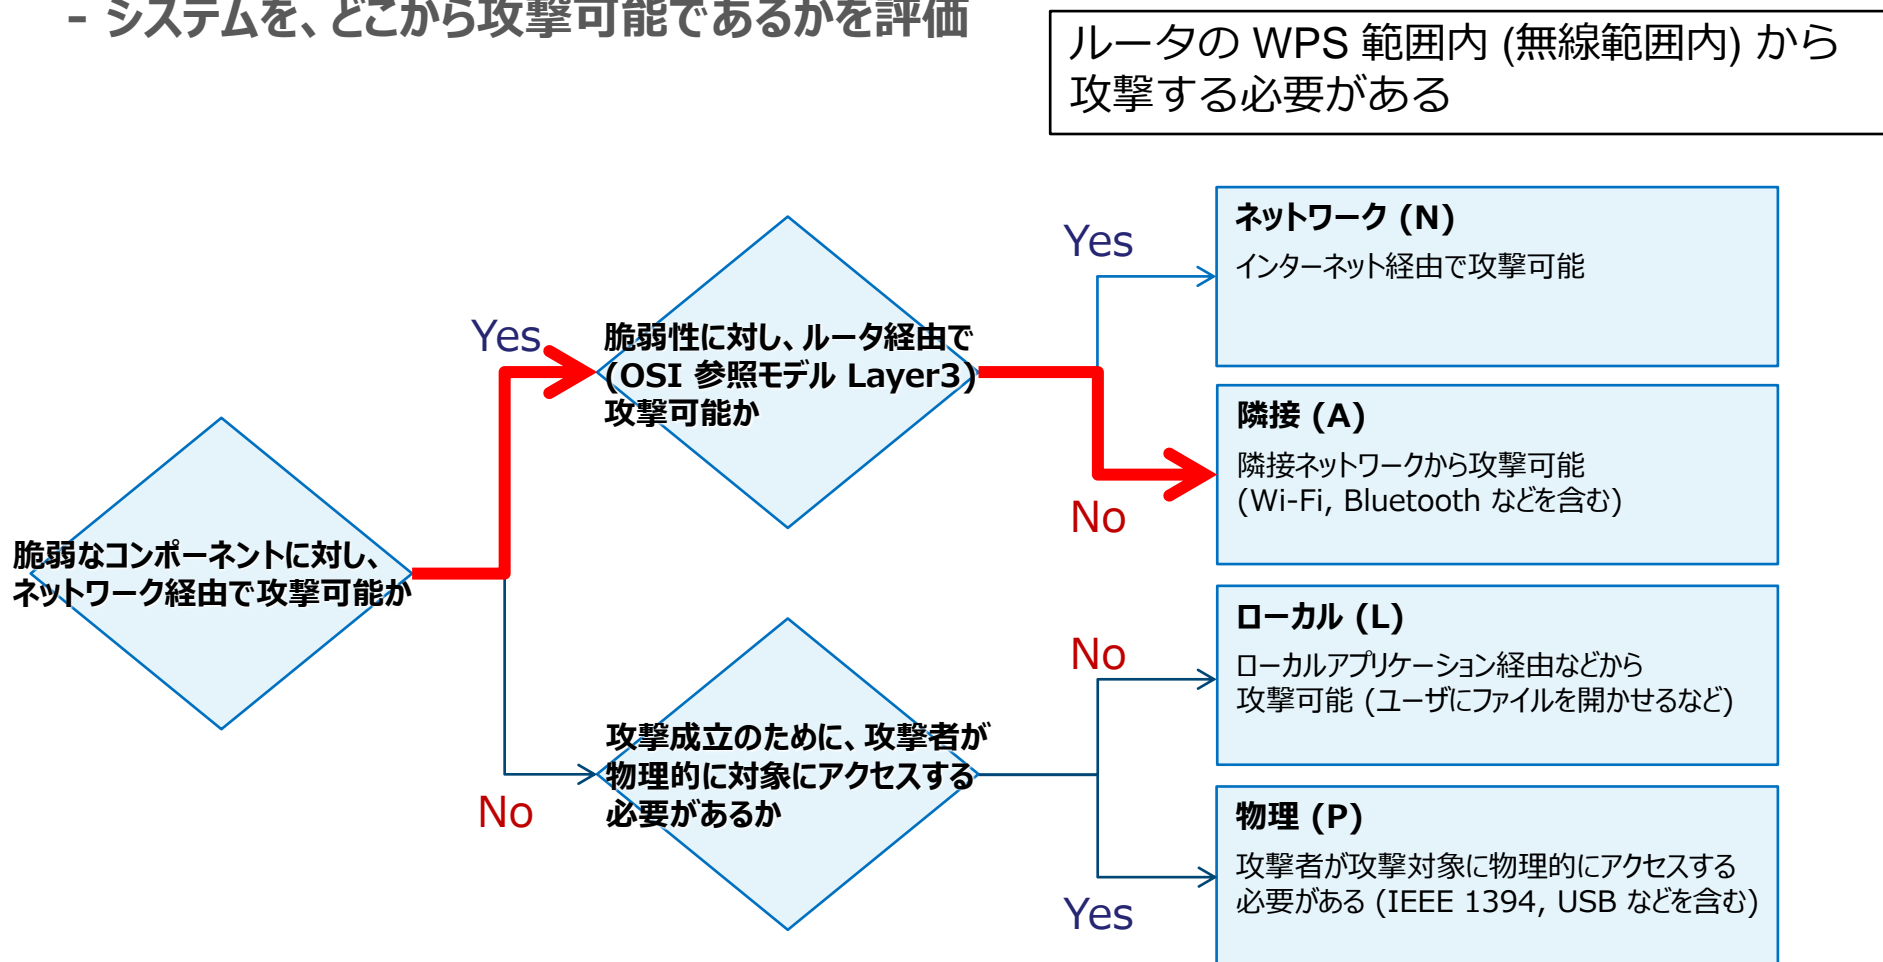 - システムを、どこから攻撃可能であるかを評価
ルータの WPS 範囲内 (無線範囲内) から
攻撃する必要がある
脆弱なコンポーネントに対し、
ネットワーク経由で攻撃可能か
Yes
No
脆弱性に対し、ルータ経由で
(OSI 参照モデル Layer3)
攻撃可能か
Yes
No
攻撃成立のために、攻撃者が
物理的に対象にアクセスする
必要があるか
No
Yes
ネットワーク (N)
インターネット経由で攻撃可能
隣接 (A)
隣接ネットワークから攻撃可能
(Wi-Fi, Bluetooth などを含む)
ローカル (L)
ローカルアプリケーション経由などから
攻撃可能 (ユーザにファイルを開かせるなど)
物理 (P)
攻撃者が攻撃対象に物理的にアクセスする
必要がある (IEEE 1394, USB などを含む)